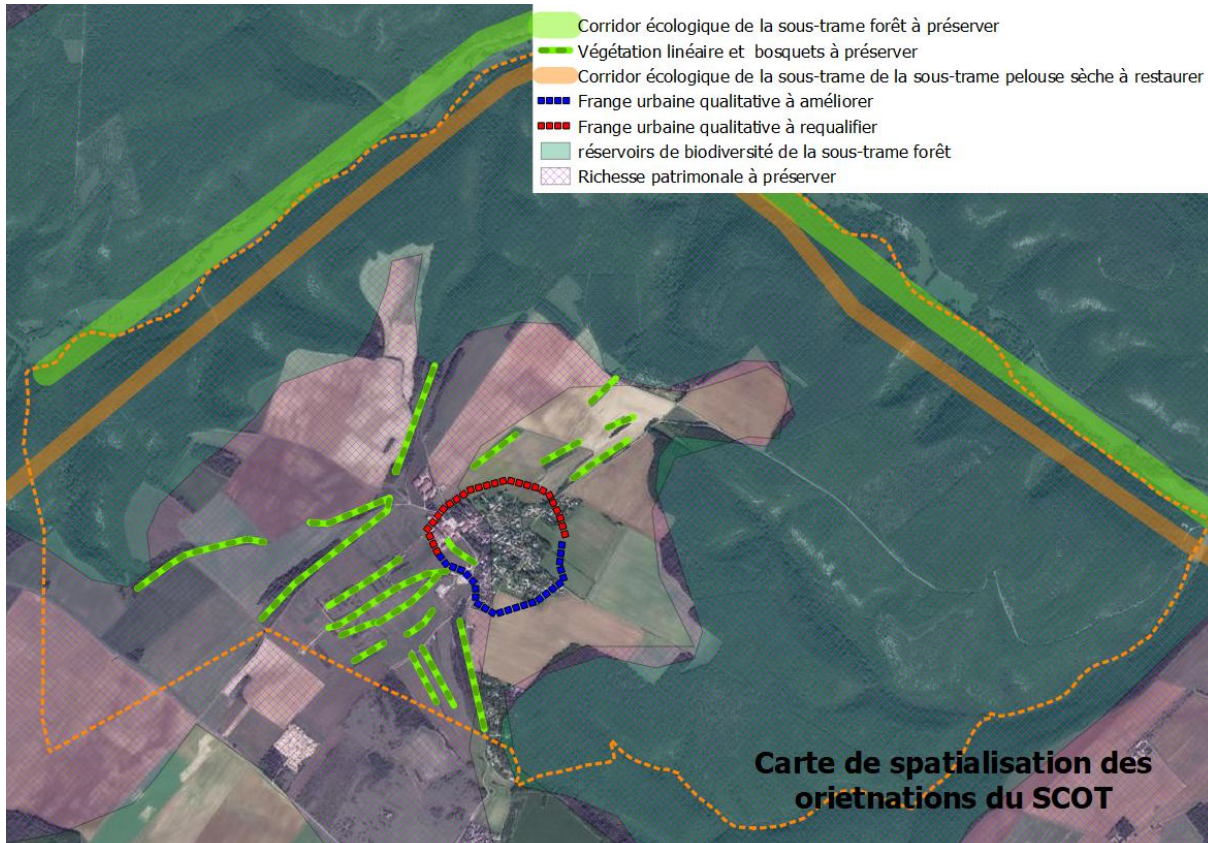 Corridor écologique de la sous-trame forêt à préserver
Végétation linéaire et bosquets à préserver
Corridor écologique de la sous-trame de la sous-trame pelouse sèche à restaurer
Frange urbaine qualitative à améliorer
Frange urbaine qualitative à requalifier
réservoirs de biodiversité de la sous-trame forêt
Richesse patrimonale à préserver
Carte de spatialisation des
orietnations du SCOT